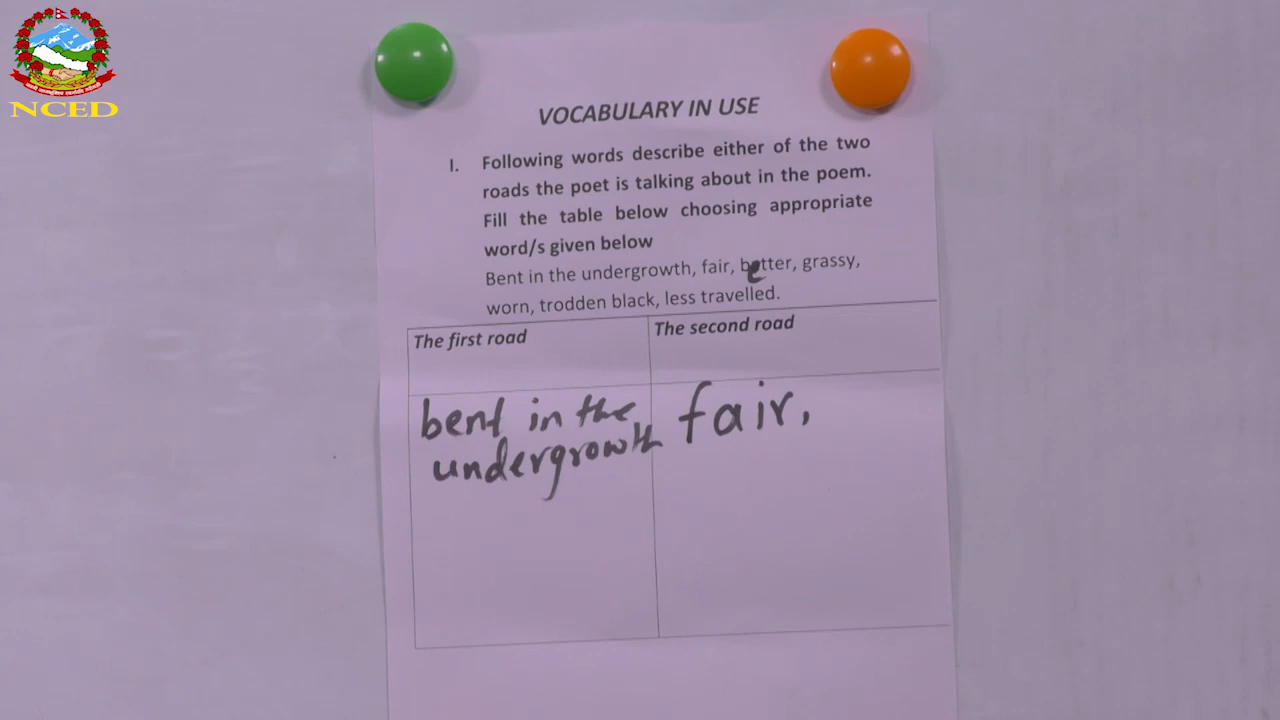 NCED
VOCABULARY IN USE
I. Following words describe either of the two
roads the poet is talking about in the poem.
Fill the table below choosing appropriate
word/s given below
Bent in the undergrowth, fair, better, grassy,
worn, trodden black, less travelled.
The first road
The second road
bent in the
undergrowth
fair,